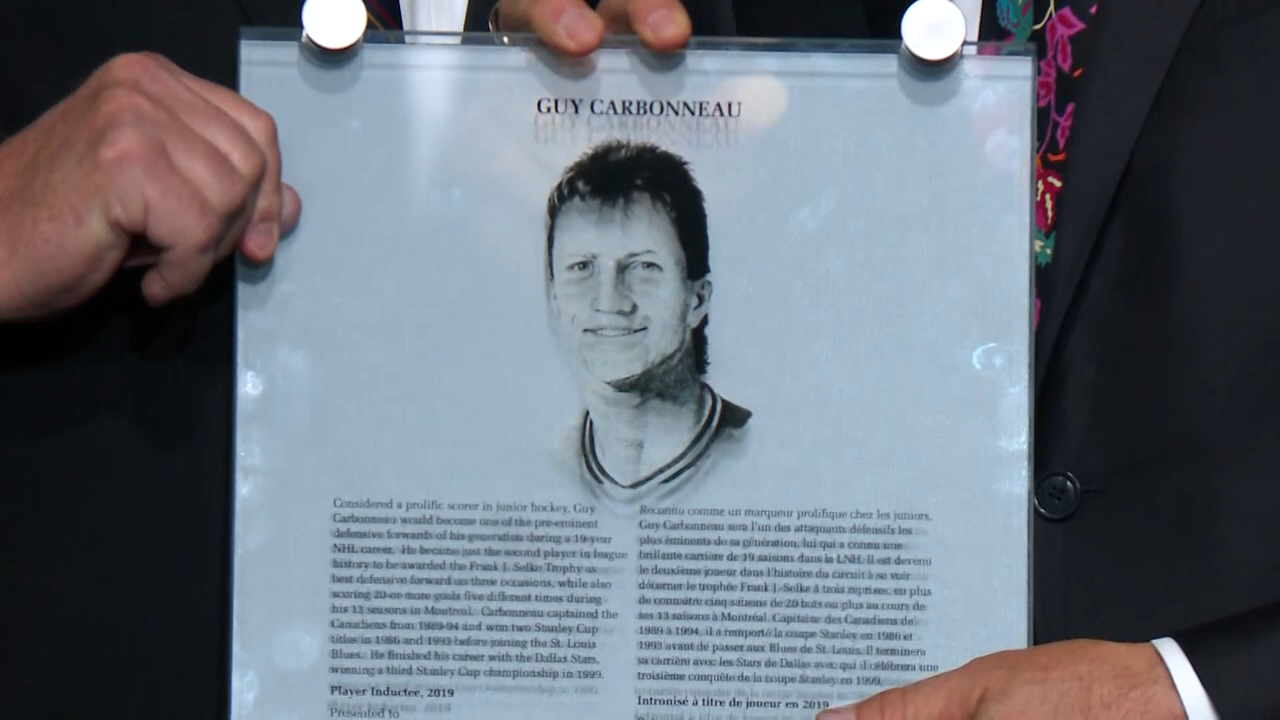 GUY CARBONNEAU
Considered a prolific scorer in junior hockey, Guy
Carbonneau would become one of the pre-eminent
defensive forwards of his generation during a 19-year
NHL career. He became just the second player in league
history to be awarded the Frank J. Selke Trophy as
best defensive forward on three occasions, while also
scoring 20-or more goals five different times during
his 13 seasons in Montreal. Carbonneau captained the
Canadiens from 1989-94 and won two Stanley Cup
titles in 1986 and 1993 before joining the St. Louis
Blues. He finished his career with the Dallas Stars,
winning a third Stanley Cup championship in 1999.
Player Inductee, 2019
Presented to
Reconnu comme un marqueur prolifique chez les juniors,
Guy Carbonneau sera l'un des attaquants défensifs les
plus éminents de sa génération, lui qui a connu une
brillante carrière de 19 saisons dans la LNH. Il est devenu
le deuxième joueur dans l'histoire du circuit à se voir
décerner le trophée Frank J. Selke à trois reprises, en plus
de connaitre cinq saisons de 20 buts ou plus au cours de
ses 13 saisons à Montréal. Capitaine des Canadiens de
1989 à 1994, il a remporté la coupe Stanley en 1986 et
1993 avant de passer aux Blues de St. Louis. Il terminera
sa carrière avec les Stars de Dallas avec qui il célébrera une
troisième conquête de la coupe Stanley en 1999.
Intronisé à titre de joueur en 2019